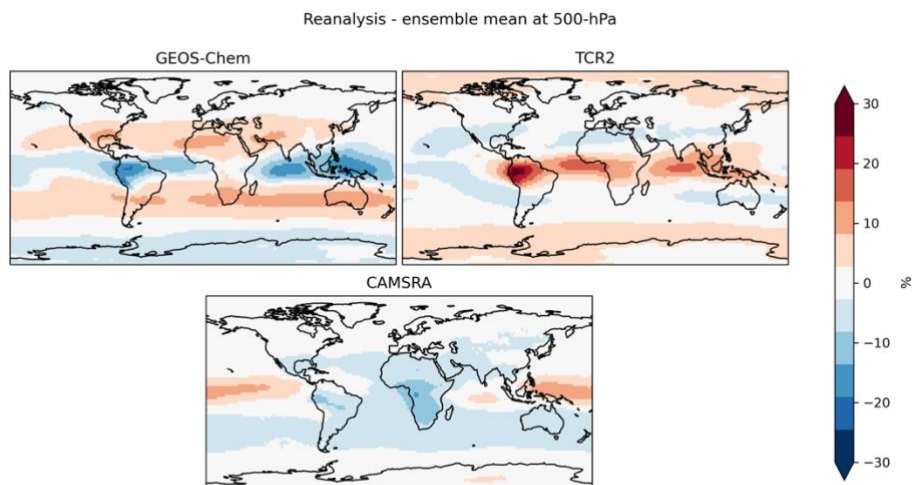 Reanalysis - ensemble mean at 500-hPa
GEOS-Chem
TCR2
CAMSRA
30
20
10
0
−10
−20
−30
%